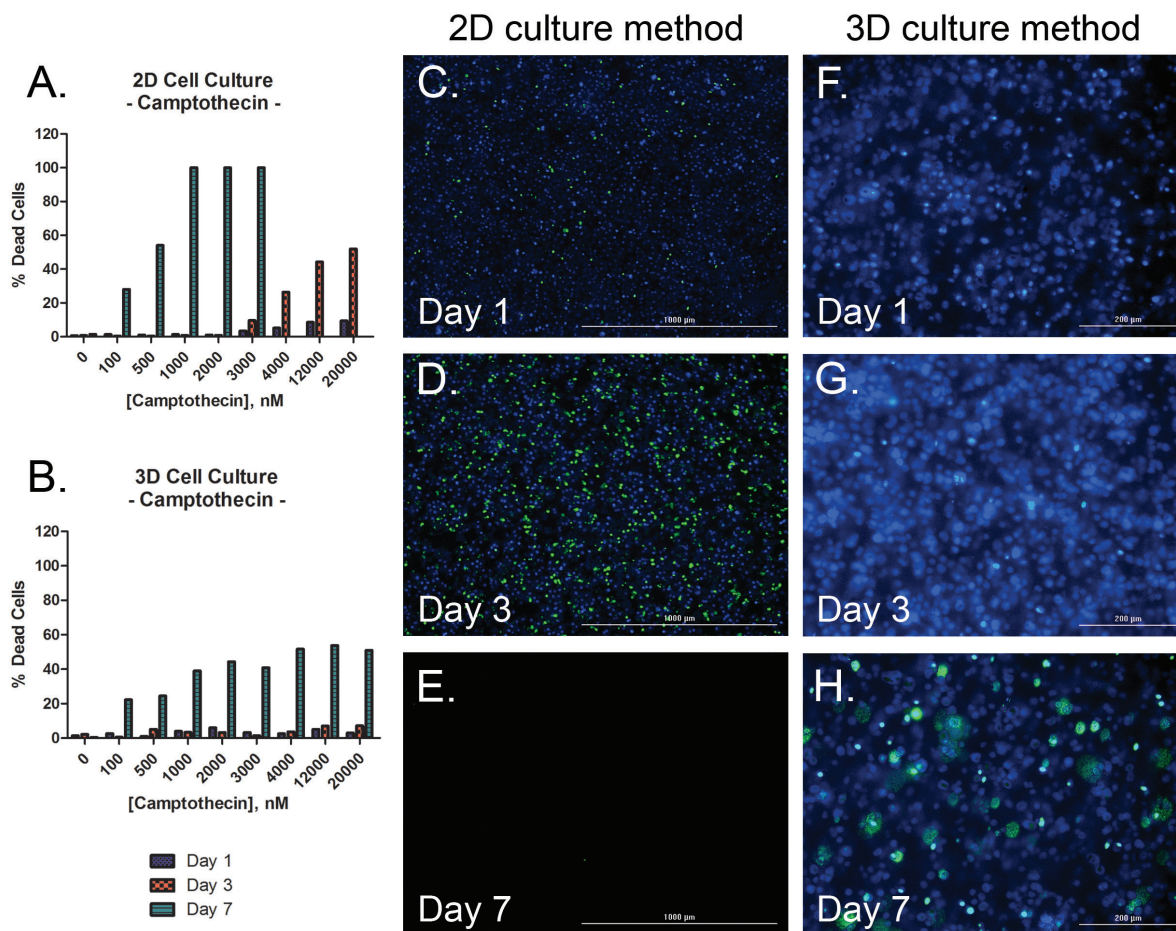 2D culture method
3D culture method
A.
2D Cell Culture
- Camptothecin -
% Dead Cells
120
100
80
60
40
20
0
0
100
500
1000
2000
3000
4000
12000
20000
[Camptothecin], nM
B.
3D Cell Culture
- Camptothecin -
% Dead Cells
120
100
80
60
40
20
0
0
100
500
1000
2000
3000
4000
12000
20000
[Camptothecin], nM
Day 1
Day 3
Day 7
C.
Day 1
1000 µm
D.
Day 3
1000 µm
E.
Day 7
1000 µm
F.
Day 1
200 µm
G.
Day 3
200 µm
H.
Day 7
200 µm